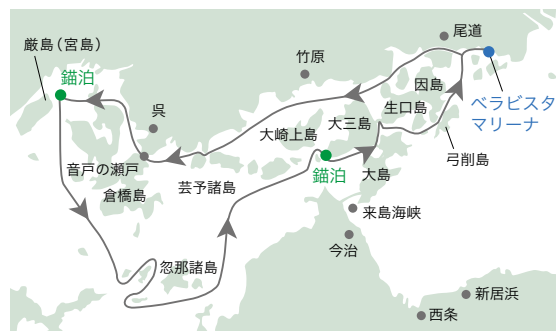 尾道
厳島（宮島）
竹原
錨泊
因島
ベラビスタ
マリーナ
生口島
呉
大三島
大崎上島
弓削島
音戸の瀬戸
錨泊
大島
芸予諸島
倉橋島
来島海峡
今治
忽那諸島
新居浜
西条